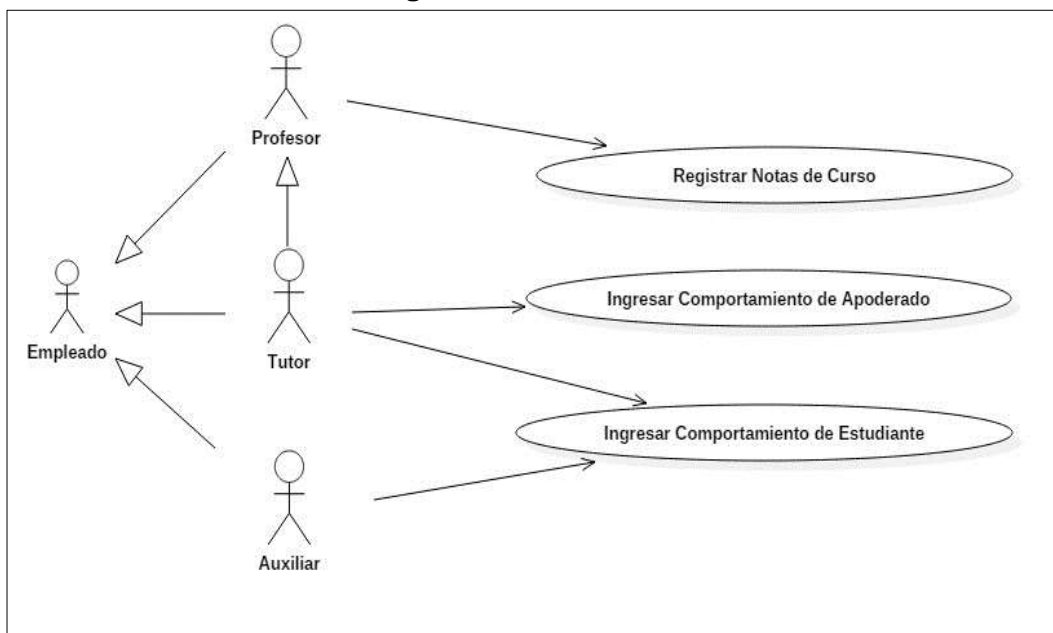 Profesor
Registrar Notas de Curso
Ingresar Comportamiento de Apoderado
Empleado
Tutor
Ingresar Comportamiento de Estudiante
Auxiliar